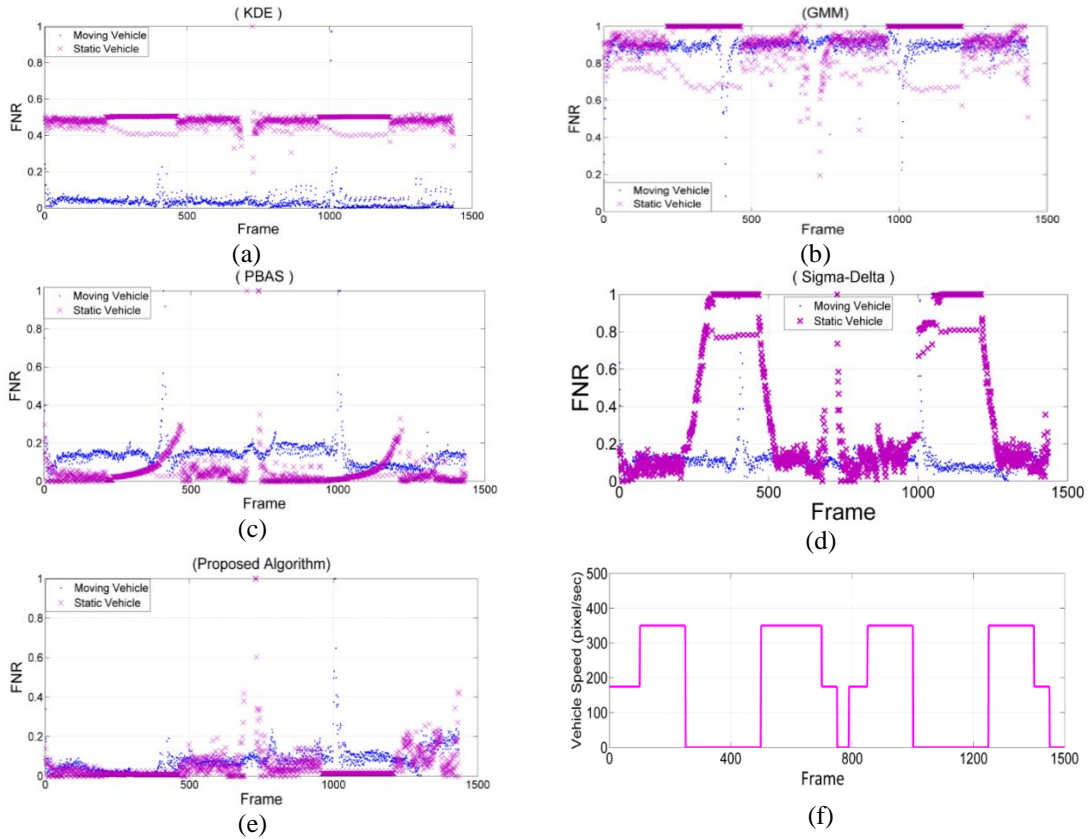 ( KDE )
FNR
1
0.8
0.6
0.4
0.2
0
Moving Vehicle
Static Vehicle
0
500
1000
1500
Frame
(a)
(GMM)
FNR
1
0.8
0.6
0.4
0.2
0
Moving Vehicle
Static Vehicle
0
500
1000
1500
Frame
(b)
( PBAS )
FNR
1
0.8
0.6
0.4
0.2
0
Moving Vehicle
Static Vehicle
0
500
1000
1500
Frame
(c)
( Sigma-Delta )
FNR
1
0.8
0.6
0.4
0.2
0
Moving Vehicle
Static Vehicle
0
500
1000
1500
Frame
(d)
(Proposed Algorithm)
FNR
1
0.8
0.6
0.4
0.2
0
Moving Vehicle
Static Vehicle
0
500
1000
1500
Frame
(e)
Vehicle Speed (pixel/sec)
500
400
300
200
100
0
0
400
800
1200
1500
Frame
(f)